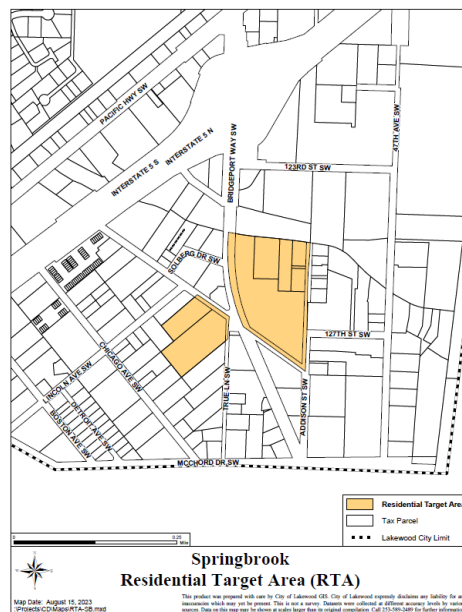 PACIFIC HWY SW
INTERSTATE 5 S
INTERSTATE 5 N
BRIDGEPORT WAY SW
47TH AVE SW
123RD ST SW
SOLBERG DR SW
127TH ST SW
CHICAGO AVE SW
LINCOLN AVE SW
TRUE LN SW
ADDISON ST SW
DETROIT AVE SW
BOSTON AVE SW
MCCHORD DR SW
Residential Target Area
Tax Parcel
Lakewood City Limit
0 0.25
Mile
Springbrook
Residential Target Area (RTA)
Map Date: August 15, 2023
\Projects\CD\Maps\RTA-SB.mxd
This product was prepared with care by City of Lakewood GIS. City of Lakewood expressly disclaims any liability for any
inaccuracies which may yet be present. This is not a survey. Datasets were collected at different accuracy levels by various
sources. Data on this map may be shown at scales larger than its original compilation. Call 253-589-2489 for further information.